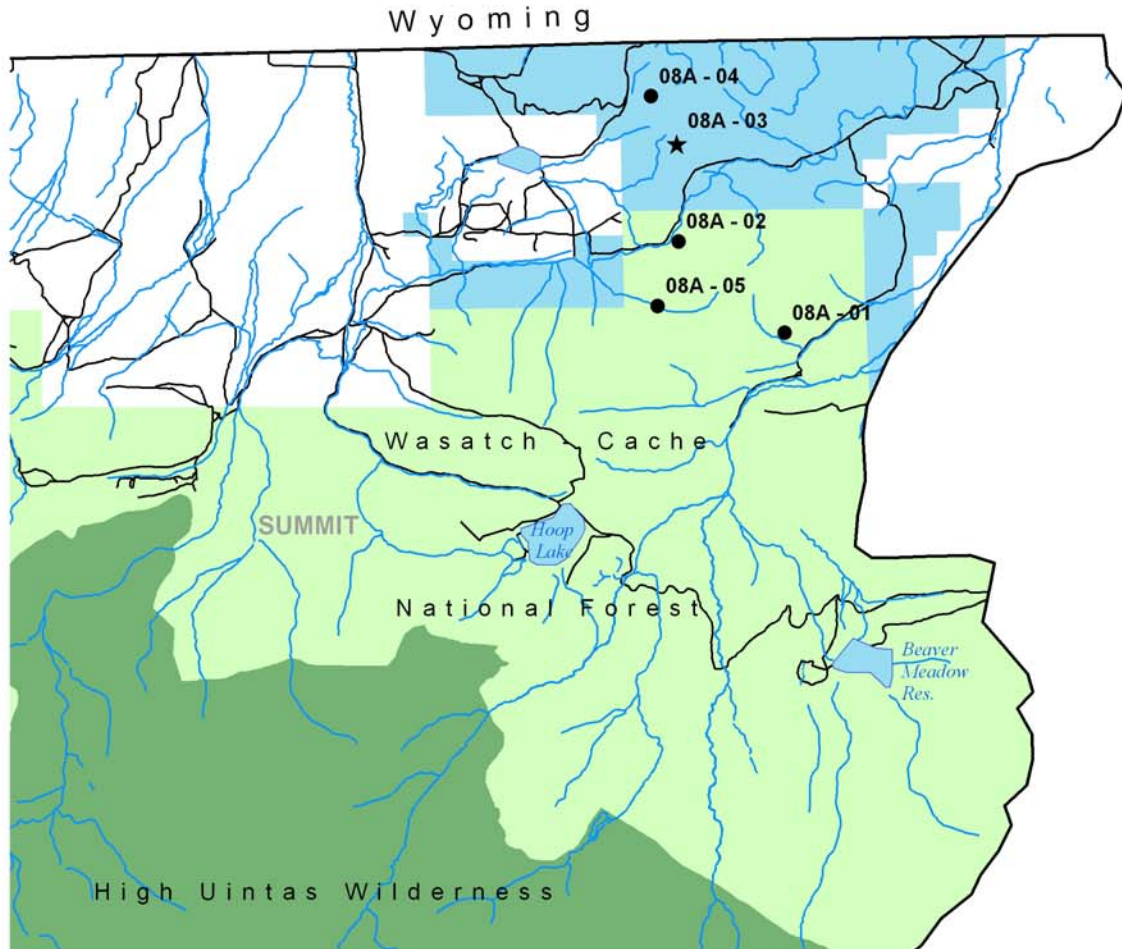 Wyoming
08A - 04
08A - 03
08A - 02
08A - 05
08A - 01
Wasatch Cache
SUMMIT
Hoop
Lake
National Forest
Beaver
Meadow
Res.
High Uintas Wilderness